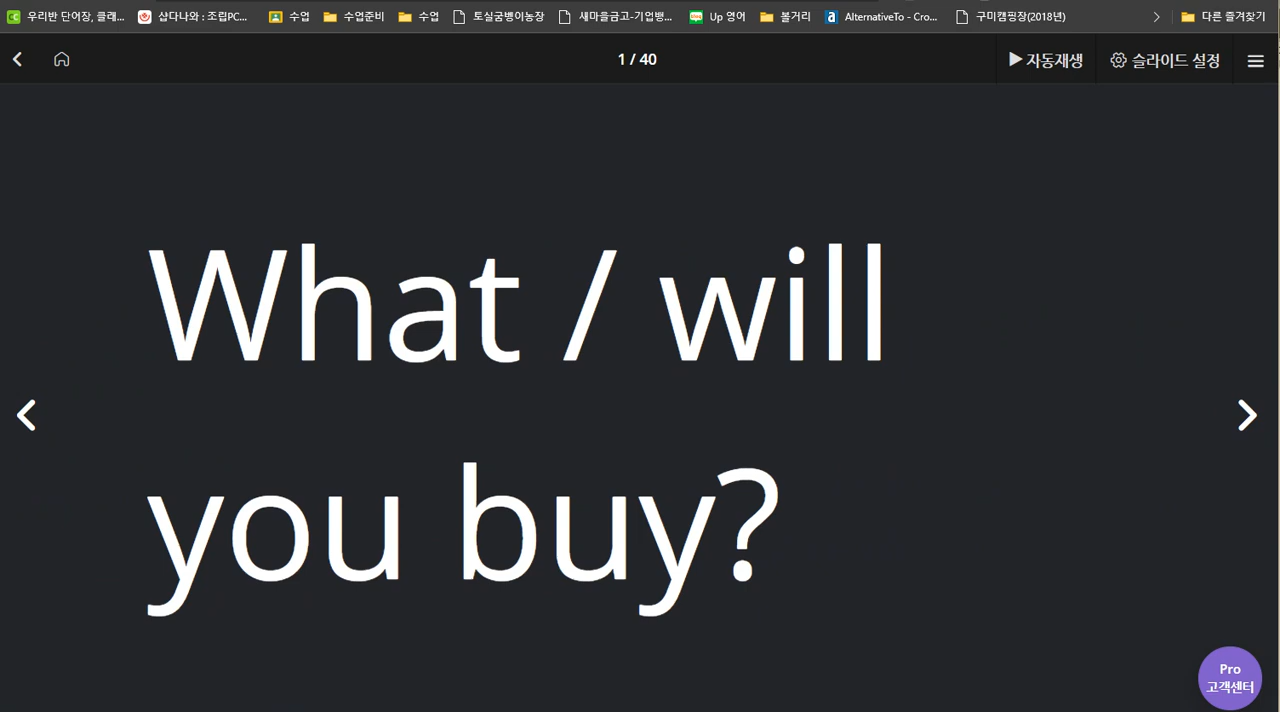 우리반 단어장, 클래... 샵다나와 : 조립PC... 수업 수업준비 수업 토실굼벵이농장 새마을금고-기업뱅... Up 영어 볼거리 AlternativeTo - Cro... 구미캠핑장(2018년) 다른 즐겨찾기
1 / 40 자동재생 슬라이드 설정
What / will
you buy?
Pro
고객센터